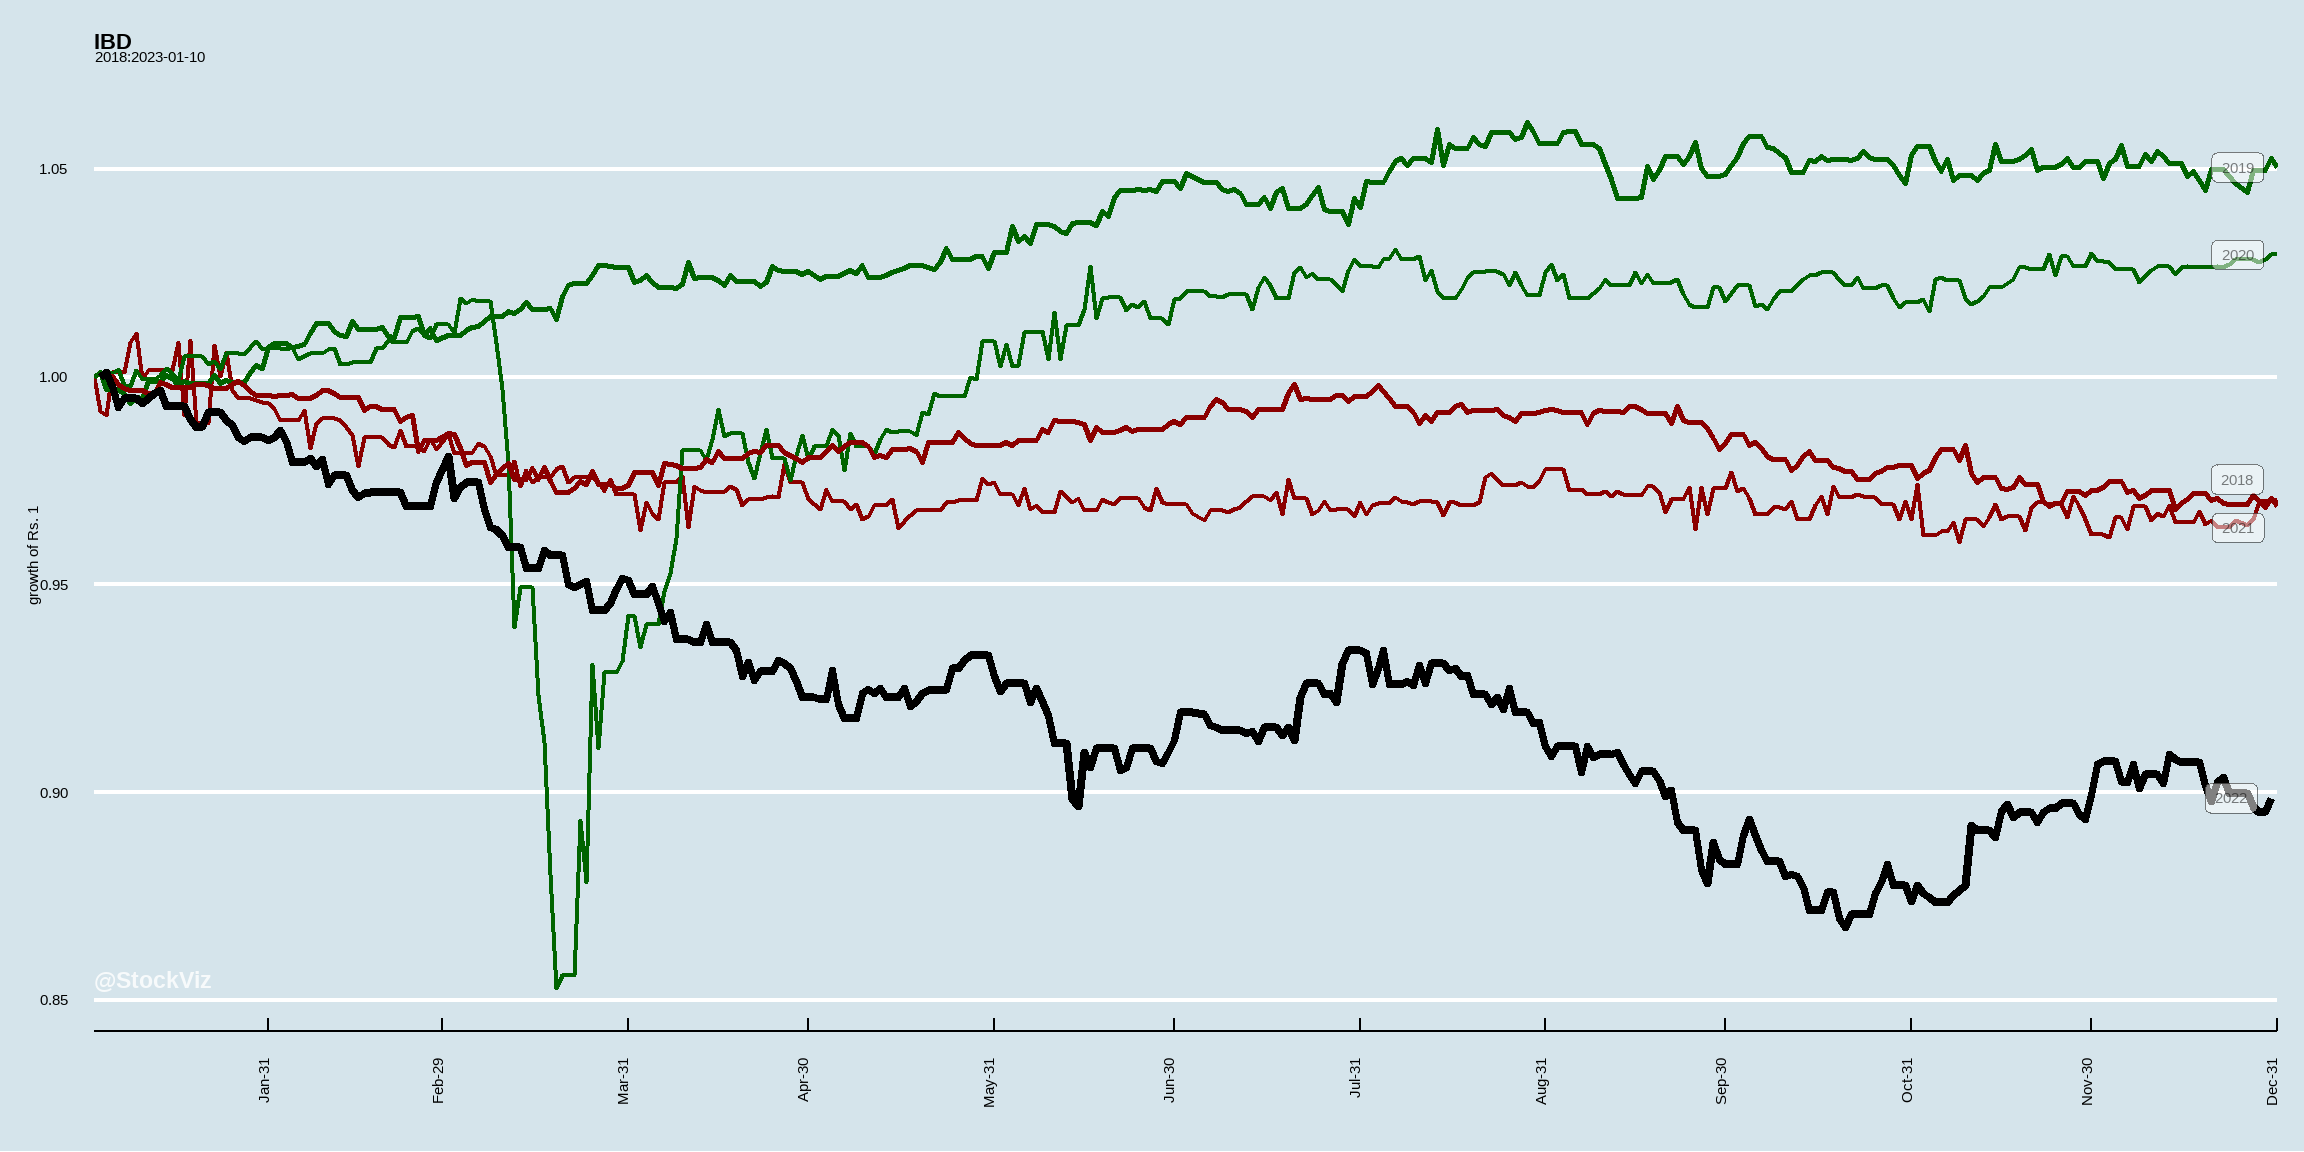 IBD
2018:2023-01-10
growth of Rs. 1
1.05
1.00
0.95
0.90
0.85
2019
2020
2018
2021
2022
@StockViz
Jan-31
Feb-29
Mar-31
Apr-30
May-31
Jun-30
Jul-31
Aug-31
Sep-30
Oct-31
Nov-30
Dec-31